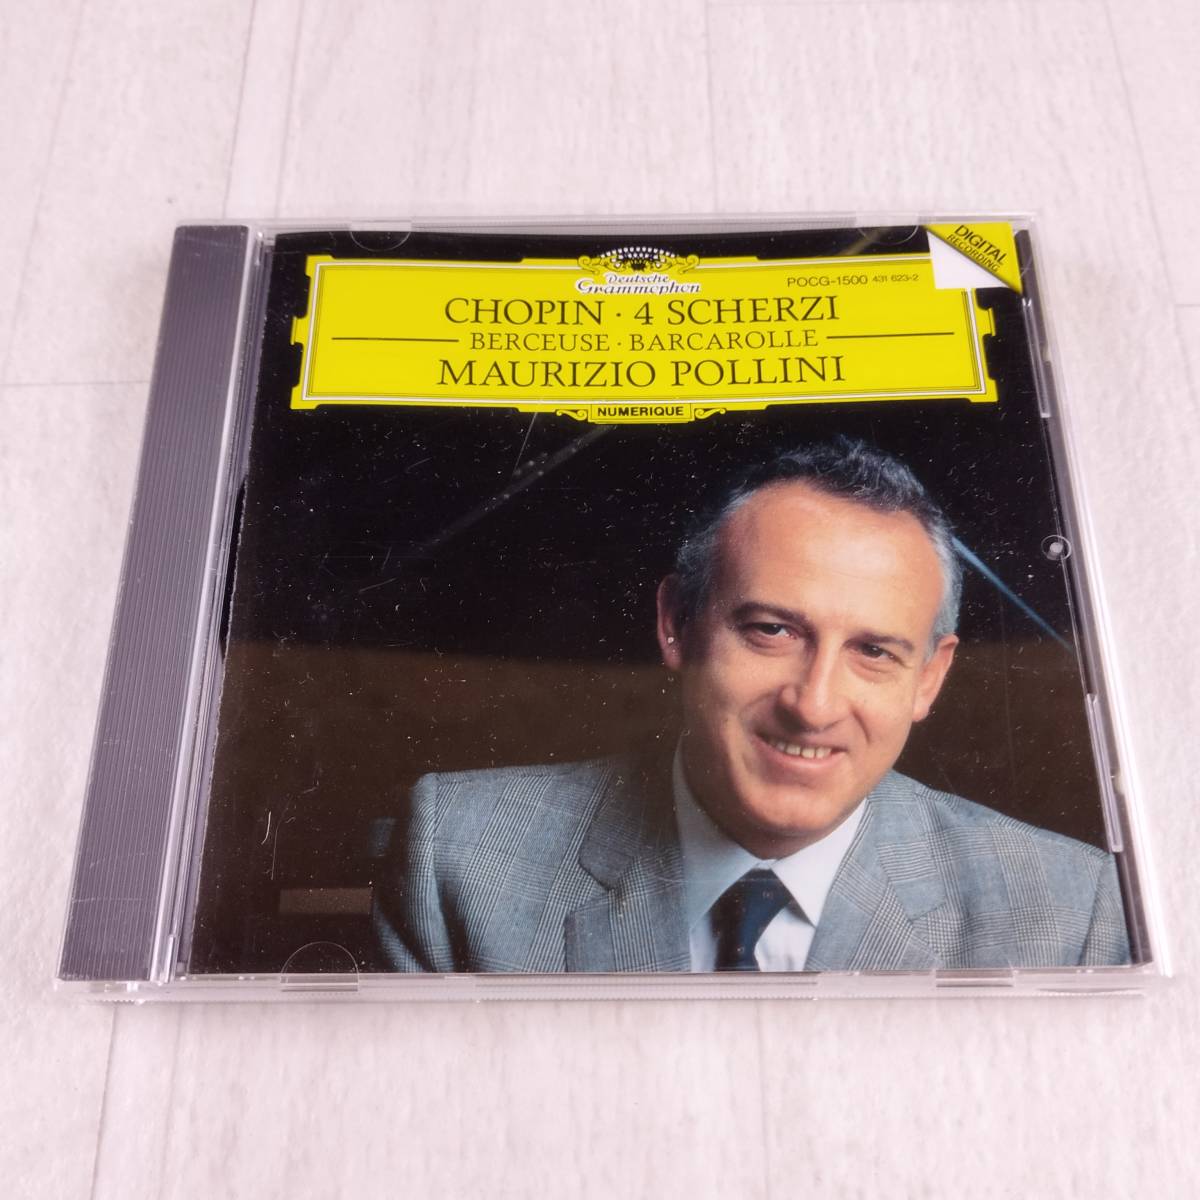 DIGITAL
RECORDING
Deutsche
Grammophon
POCG-1500 431 623-2
CHOPIN · 4 SCHERZI
BERCEUSE · BARCAROLLE
MAURIZIO POLLINI
NUMERIQUE